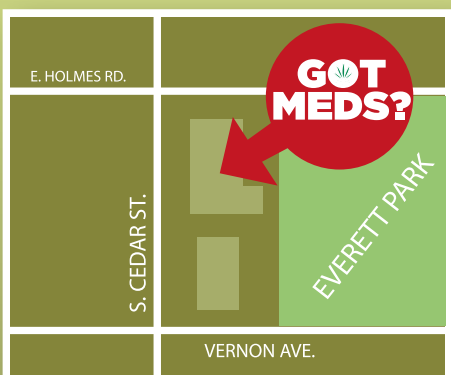 E. HOLMES RD.
GOT
MEDS?
S. CEDAR ST.
EVERETT PARK
VERNON AVE.